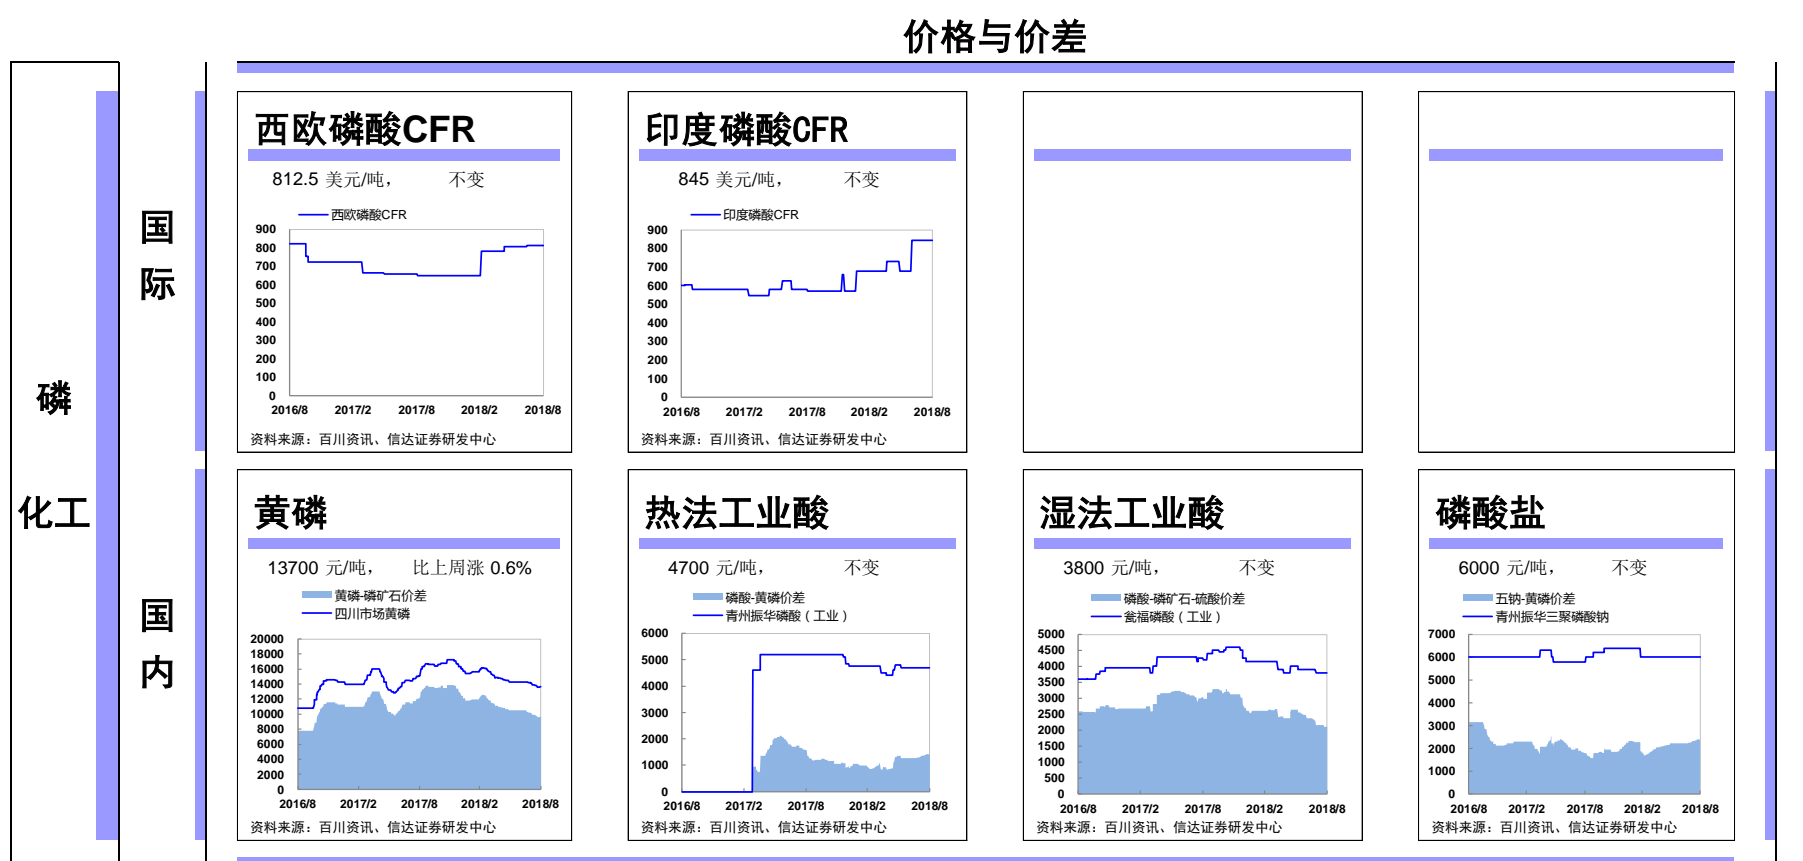 价格与价差
磷
化工
国
际
西欧磷酸CFR
812.5 美元/吨， 不变
西欧磷酸CFR
900
800
700
600
500
400
300
200
100
0
2016/8 2017/2 2017/8 2018/2 2018/8
资料来源：百川资讯、信达证券研发中心
印度磷酸CFR
845 美元/吨， 不变
印度磷酸CFR
900
800
700
600
500
400
300
200
100
0
2016/8 2017/2 2017/8 2018/2 2018/8
资料来源：百川资讯、信达证券研发中心
国
内
黄磷
13700 元/吨， 比上周涨 0.6%
黄磷-磷矿石价差
四川市场黄磷
20000
18000
16000
14000
12000
10000
8000
6000
4000
2000
0
2016/8 2017/2 2017/8 2018/2 2018/8
资料来源：百川资讯、信达证券研发中心
热法工业酸
4700 元/吨， 不变
磷酸-黄磷价差
青州振华磷酸（工业）
6000
5000
4000
3000
2000
1000
0
2016/8 2017/2 2017/8 2018/2 2018/8
资料来源：百川资讯、信达证券研发中心
湿法工业酸
3800 元/吨， 不变
磷酸-磷矿石-硫酸价差
瓮福磷酸（工业）
5000
4500
4000
3500
3000
2500
2000
1500
1000
500
0
2016/8 2017/2 2017/8 2018/2 2018/8
资料来源：百川资讯、信达证券研发中心
磷酸盐
6000 元/吨， 不变
五钠-黄磷价差
青州振华三聚磷酸钠
7000
6000
5000
4000
3000
2000
1000
0
2016/8 2017/2 2017/8 2018/2 2018/8
资料来源：百川资讯、信达证券研发中心